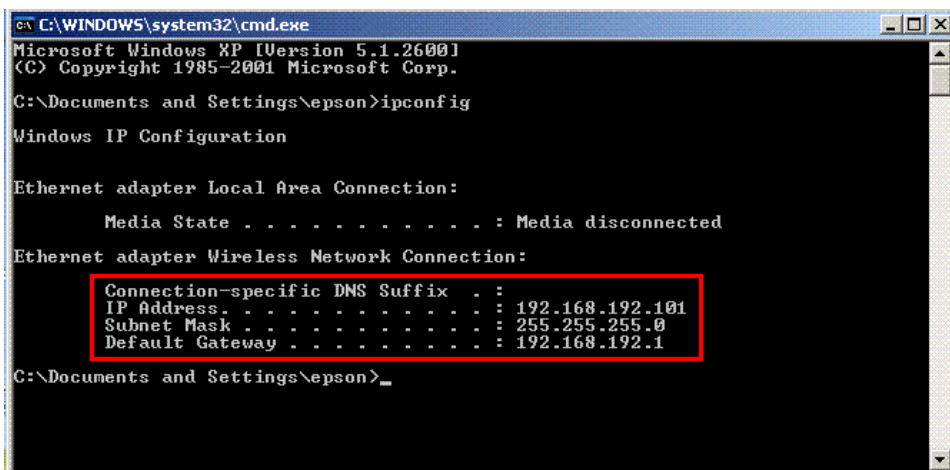 C:\WINDOWS\system32\cmd.exe
Microsoft Windows XP [Version 5.1.2600]
(C) Copyright 1985-2001 Microsoft Corp.
C:\Documents and Settings\epson>ipconfig
Windows IP Configuration
Ethernet adapter Local Area Connection:
Media State . . . . . . . . . . . : Media disconnected
Ethernet adapter Wireless Network Connection:
Connection-specific DNS Suffix  . :
IP Address. . . . . . . . . . . . : 192.168.192.101
Subnet Mask . . . . . . . . . . . : 255.255.255.0
Default Gateway . . . . . . . . . : 192.168.192.1
C:\Documents and Settings\epson>_